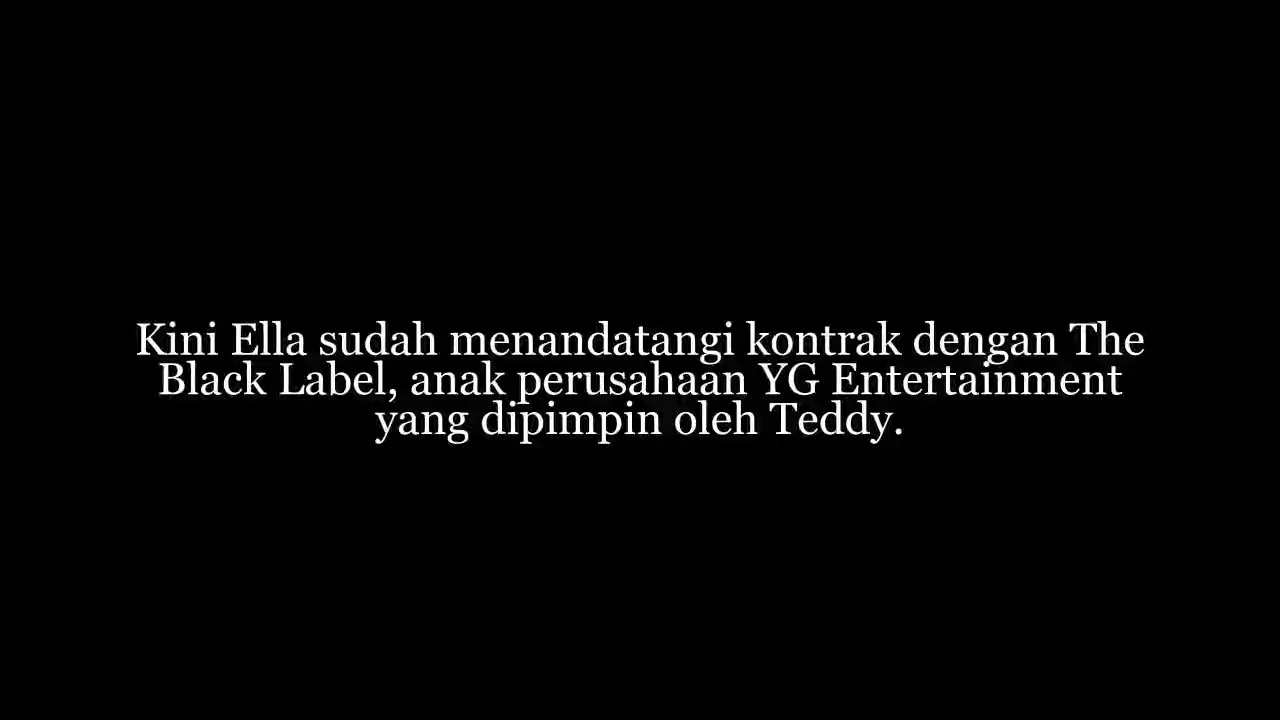 Kini Ella sudah menandatangi kontrak dengan The
Black Label, anak perusahaan YG Entertainment
yang dipimpin oleh Teddy.